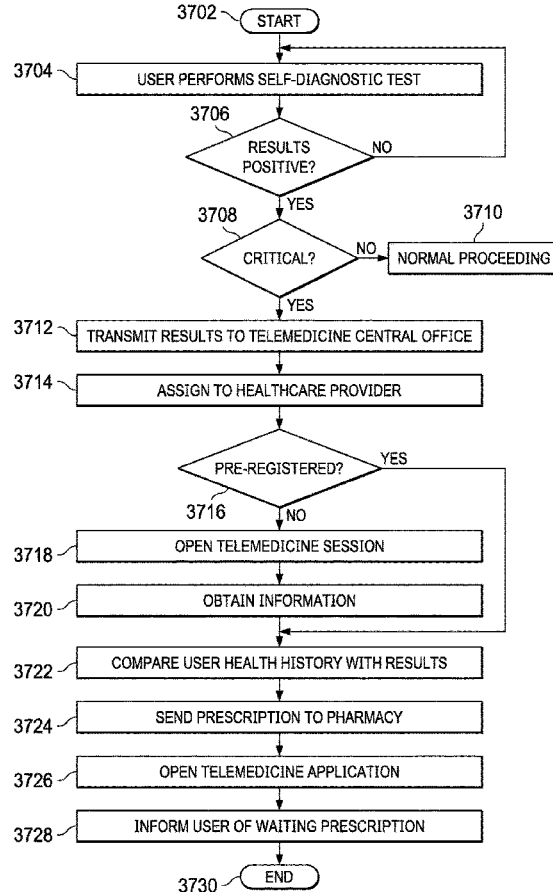 3702
START
3704
USER PERFORMS SELF-DIAGNOSTIC TEST
3706
RESULTS
POSITIVE?
NO
YES
3708
CRITICAL?
NO
3710
NORMAL PROCEEDING
YES
3712
TRANSMIT RESULTS TO TELEMEDICINE CENTRAL OFFICE
3714
ASSIGN TO HEALTHCARE PROVIDER
PRE-REGISTERED?
YES
3716
NO
3718
OPEN TELEMEDICINE SESSION
3720
OBTAIN INFORMATION
3722
COMPARE USER HEALTH HISTORY WITH RESULTS
3724
SEND PRESCRIPTION TO PHARMACY
3726
OPEN TELEMEDICINE APPLICATION
3728
INFORM USER OF WAITING PRESCRIPTION
3730
END